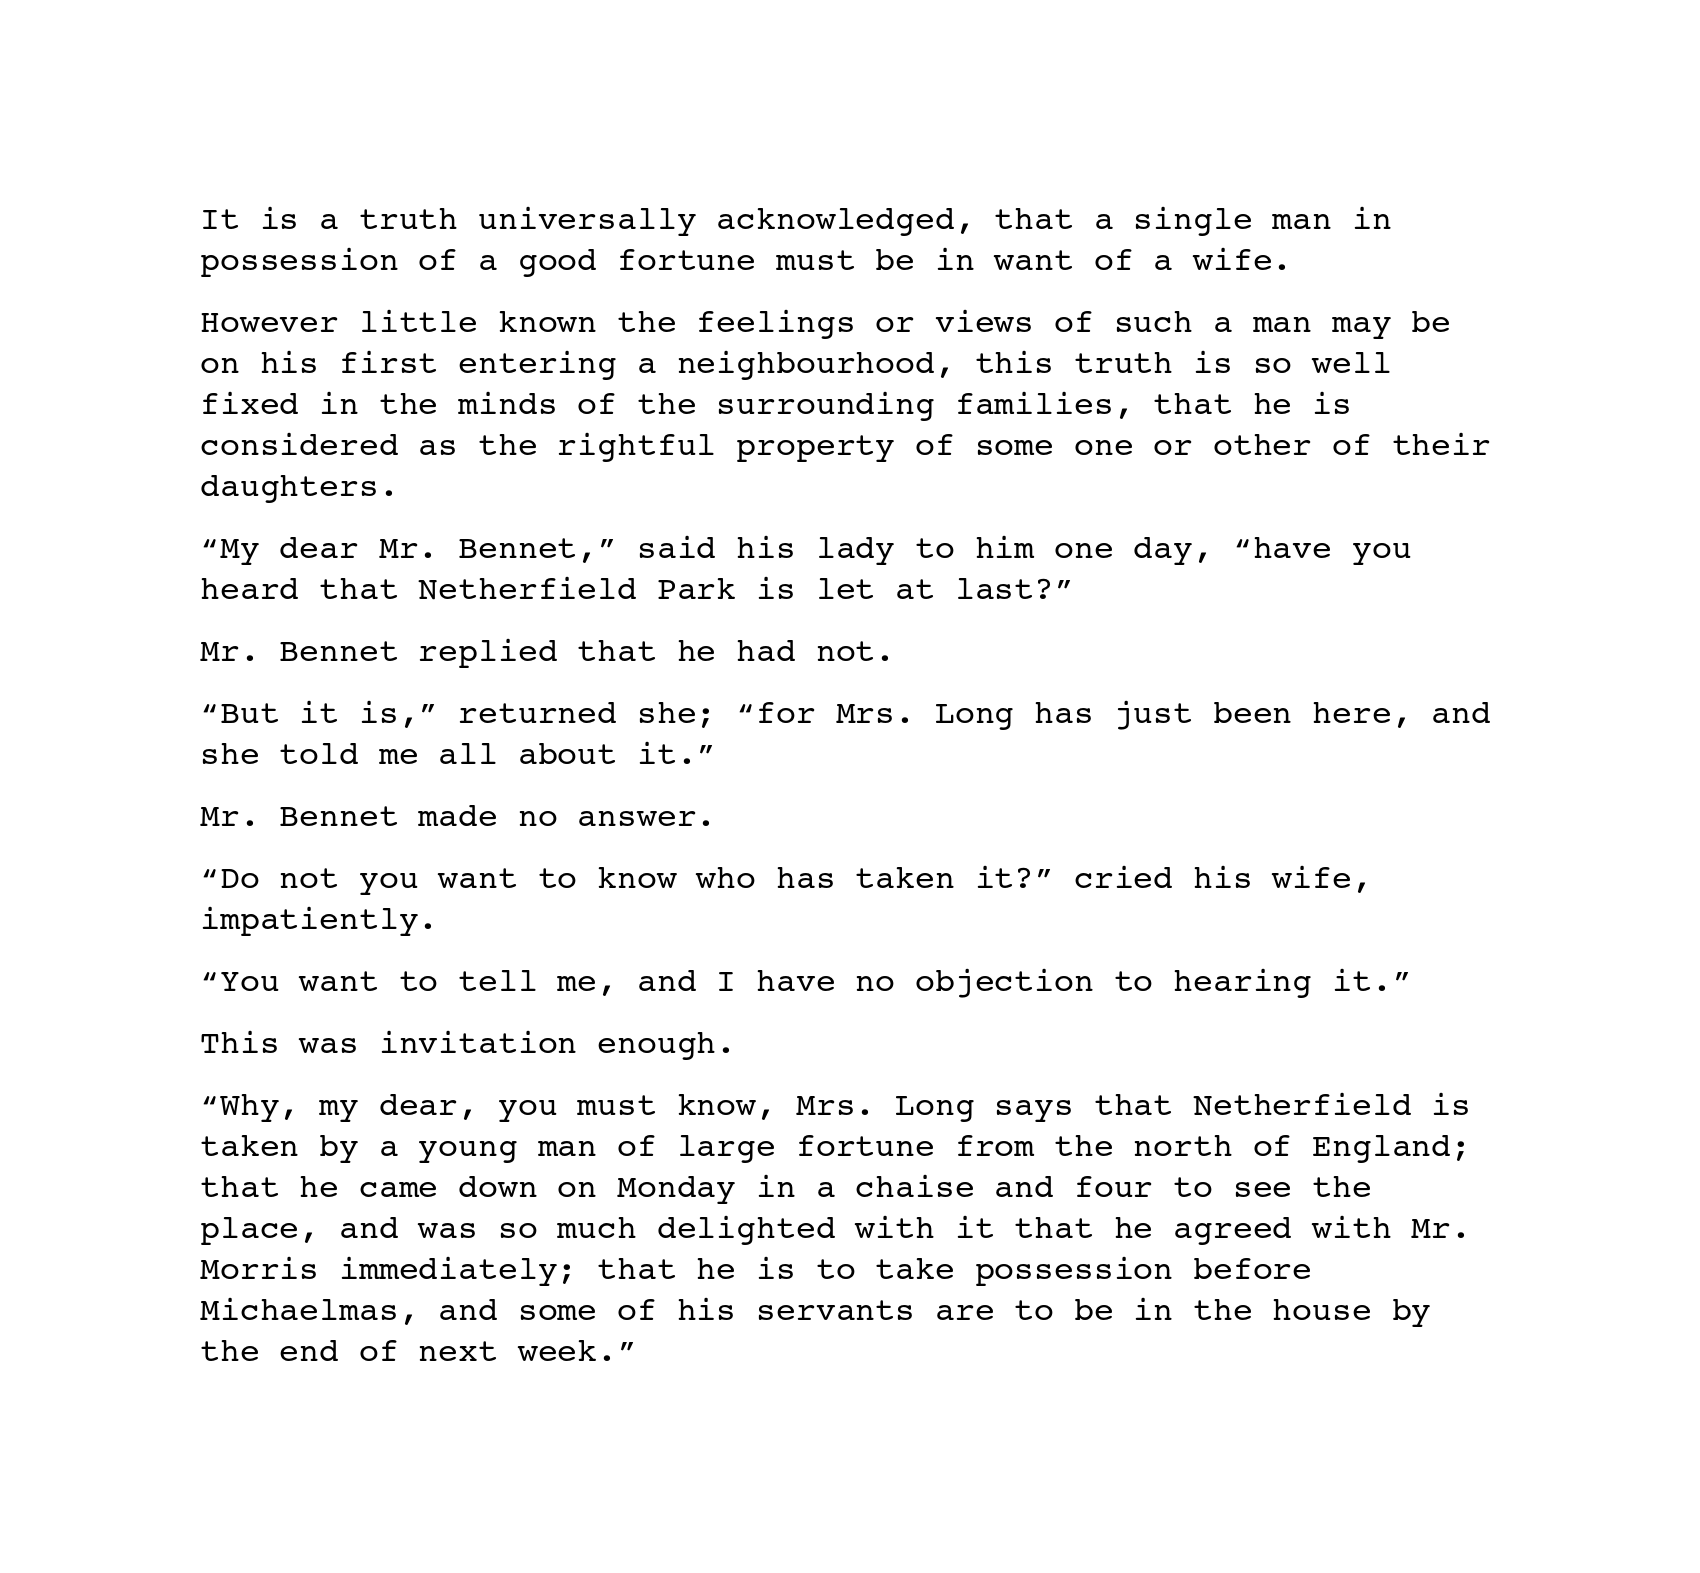 It is a truth universally acknowledged, that a single man in
possession of a good fortune must be in want of a wife.
However little known the feelings or views of such a man may be
on his first entering a neighbourhood, this truth is so well
fixed in the minds of the surrounding families, that he is
considered as the rightful property of some one or other of their
daughters.
“My dear Mr. Bennet,” said his lady to him one day, “have you
heard that Netherfield Park is let at last?”
Mr. Bennet replied that he had not.
“But it is,” returned she; “for Mrs. Long has just been here, and
she told me all about it.”
Mr. Bennet made no answer.
“Do not you want to know who has taken it?” cried his wife,
impatiently.
“You want to tell me, and I have no objection to hearing it.”
This was invitation enough.
“Why, my dear, you must know, Mrs. Long says that Netherfield is
taken by a young man of large fortune from the north of England;
that he came down on Monday in a chaise and four to see the
place, and was so much delighted with it that he agreed with Mr.
Morris immediately; that he is to take possession before
Michaelmas, and some of his servants are to be in the house by
the end of next week.”